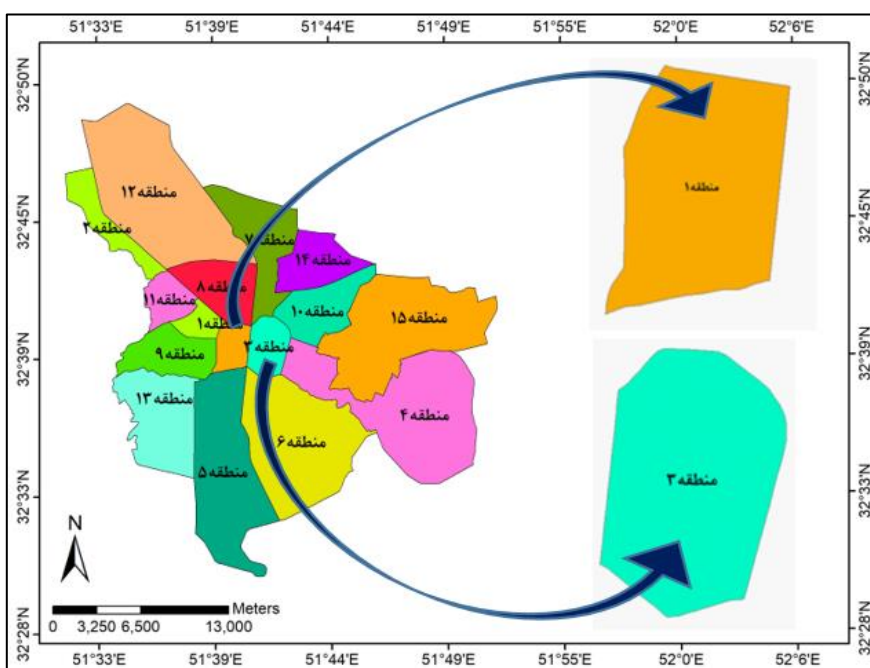 51°33'E 51°39'E 51°44'E 51°49'E 51°55'E 52°0'E 52°6'E
32°50'N 32°50'N
منطقه ۱۲
منطقه ۱
منطقه ۲
32°45'N 32°45'N
منطقه ۷
منطقه ۱۴
منطقه ۸
منطقه ۱۱
منطقه ۱۰
منطقه ۱۵
منطقه ۱
منطقه ۳
منطقه ۹
32°39'N 32°39'N
منطقه ۱۳
منطقه ۴
منطقه ۶
منطقه ۵
منطقه ۳
32°33'N 32°33'N
N
Meters
0 3,250 6,500 13,000
32°28'N 32°28'N
51°33'E 51°39'E 51°44'E 51°49'E 51°55'E 52°0'E 52°6'E